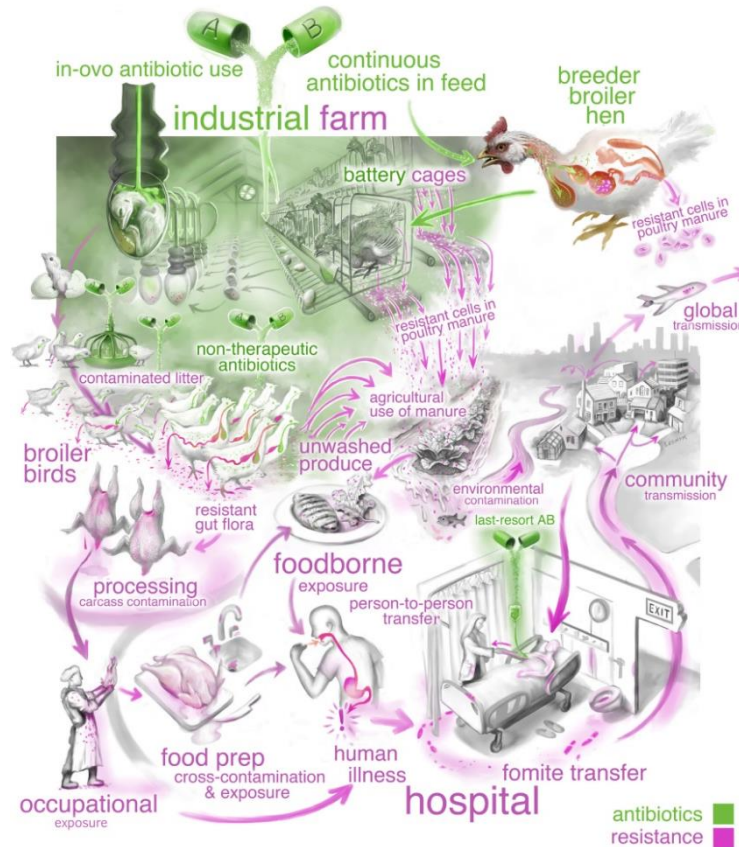 A
B
in-ovo antibiotic use
continuous
antibiotics in feed
breeder
broiler
hen
industrial farm
battery cages
resistant cells in
poultry manure
resistant cells in
poultry manure
global
transmission
non-therapeutic
antibiotics
contaminated litter
agricultural
use of manure
broiler
birds
unwashed
produce
environmental
contamination
community
transmission
resistant
gut flora
last-resort AB
processing
carcass contamination
foodborne
exposure
person-to-person
transfer
EXIT
food prep
cross-contamination
& exposure
human
illness
fomite transfer
hospital
occupational
exposure
antibiotics
resistance